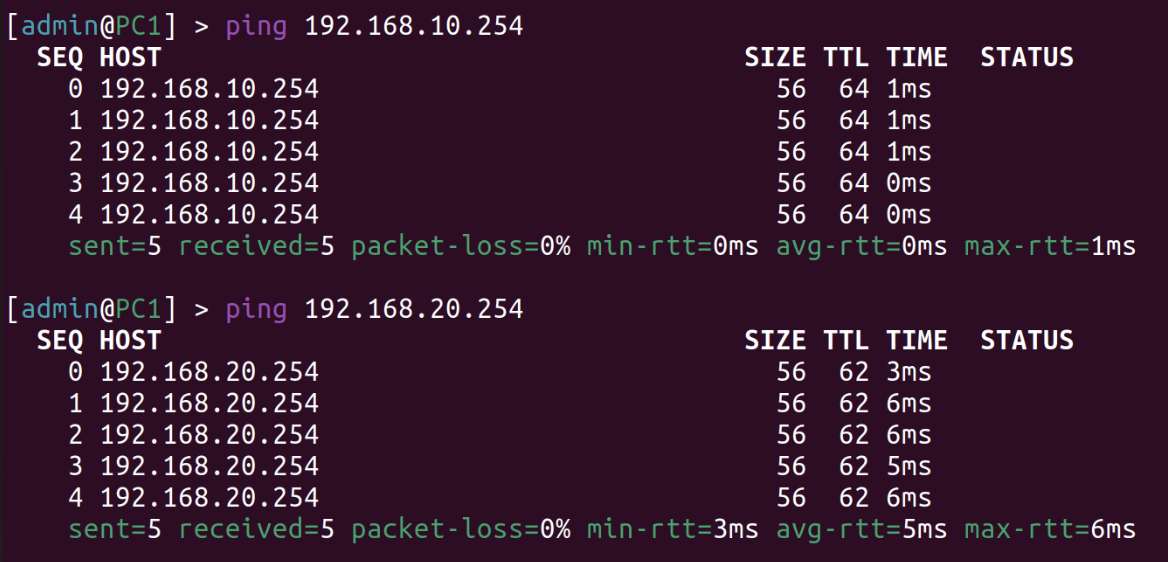 [admin@PC1] > ping 192.168.10.254
SEQ HOST SIZE TTL TIME STATUS
0 192.168.10.254 56 64 1ms
1 192.168.10.254 56 64 1ms
2 192.168.10.254 56 64 1ms
3 192.168.10.254 56 64 0ms
4 192.168.10.254 56 64 0ms
sent=5 received=5 packet-loss=0% min-rtt=0ms avg-rtt=0ms max-rtt=1ms
[admin@PC1] > ping 192.168.20.254
SEQ HOST SIZE TTL TIME STATUS
0 192.168.20.254 56 62 3ms
1 192.168.20.254 56 62 6ms
2 192.168.20.254 56 62 6ms
3 192.168.20.254 56 62 5ms
4 192.168.20.254 56 62 6ms
sent=5 received=5 packet-loss=0% min-rtt=3ms avg-rtt=5ms max-rtt=6ms